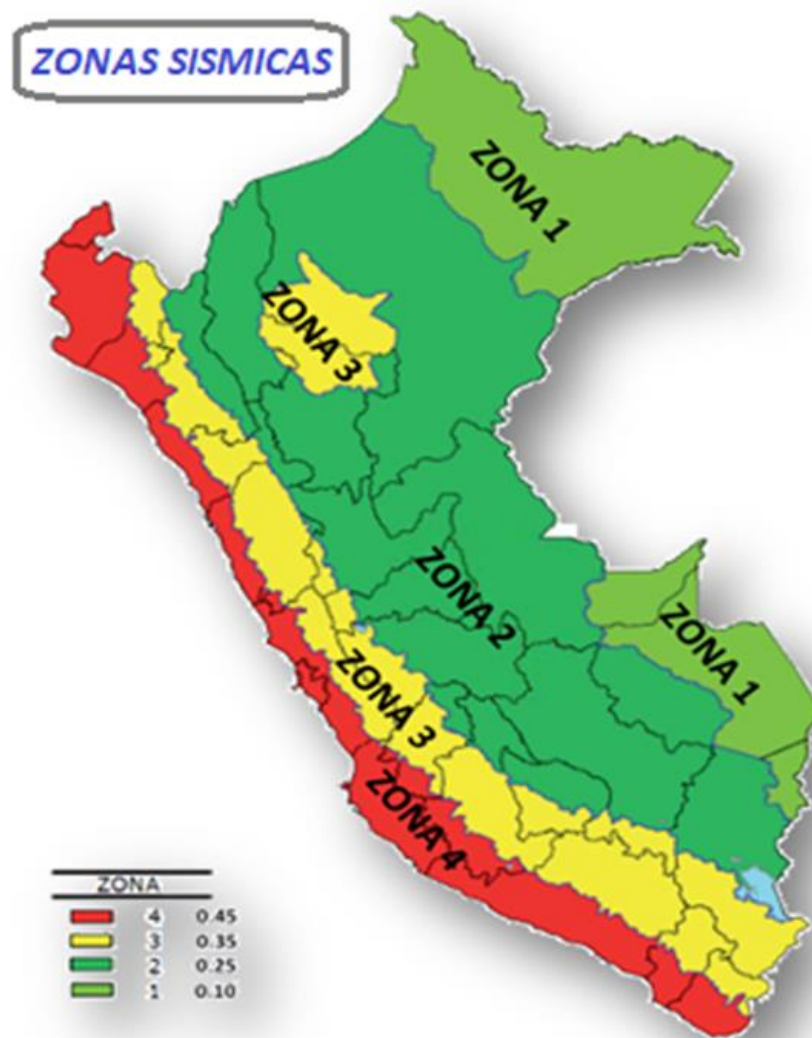 ZONAS SISMICAS
ZONA 1
ZONA 3
ZONA 2
ZONA 1
ZONA 3
ZONA 4
ZONA
4 0.45
3 0.35
2 0.25
1 0.10